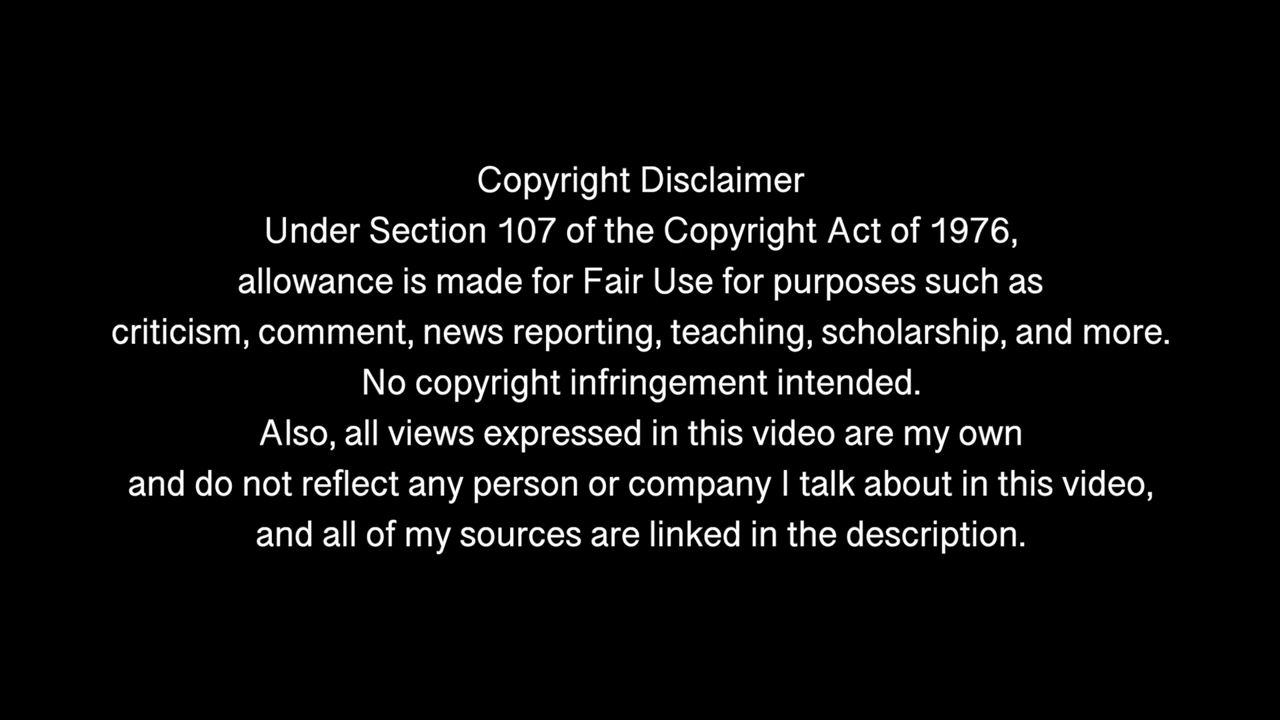 Copyright Disclaimer
Under Section 107 of the Copyright Act of 1976,
allowance is made for Fair Use for purposes such as
criticism, comment, news reporting, teaching, scholarship, and more.
No copyright infringement intended.
Also, all views expressed in this video are my own
and do not reflect any person or company I talk about in this video,
and all of my sources are linked in the description.